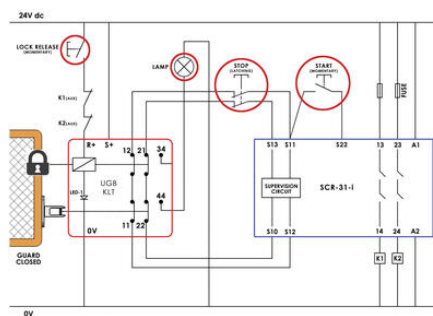 24V dc
LOCK RELEASE
(MOMENTARY)
LAMP
STOP
(LATCHING)
START
(MOMENTARY)
K1(AUX)
FUSE
K2(AUX)
R+ S+
12 21 34
S13 S11 S22 13 23 A1
UGB
KLT
LED-1
44
SUPERVISION
CIRCUIT
SCR-31-i
0V
11 22
S10 S12 14 24 A2
GUARD
CLOSED
K1 K2
0V